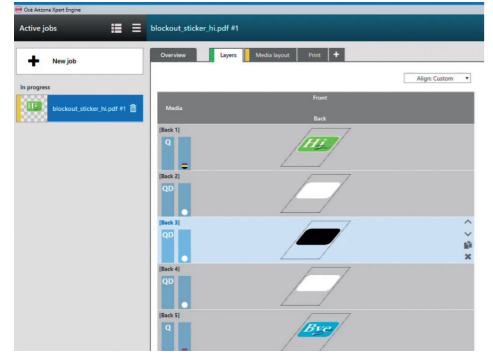 Océ Arizona Xpert Engine
Active jobs
blockout_sticker_hi.pdf #1
New job
In progress
blockout_sticker_hi.pdf #1
Overview
Layers
Media layout
Print
+
Align: Custom
Media
Front
Back
[Back 1]
Q
Hi
[Back 2]
QD
[Back 3]
QD
[Back 4]
QD
[Back 5]
Q
Bye